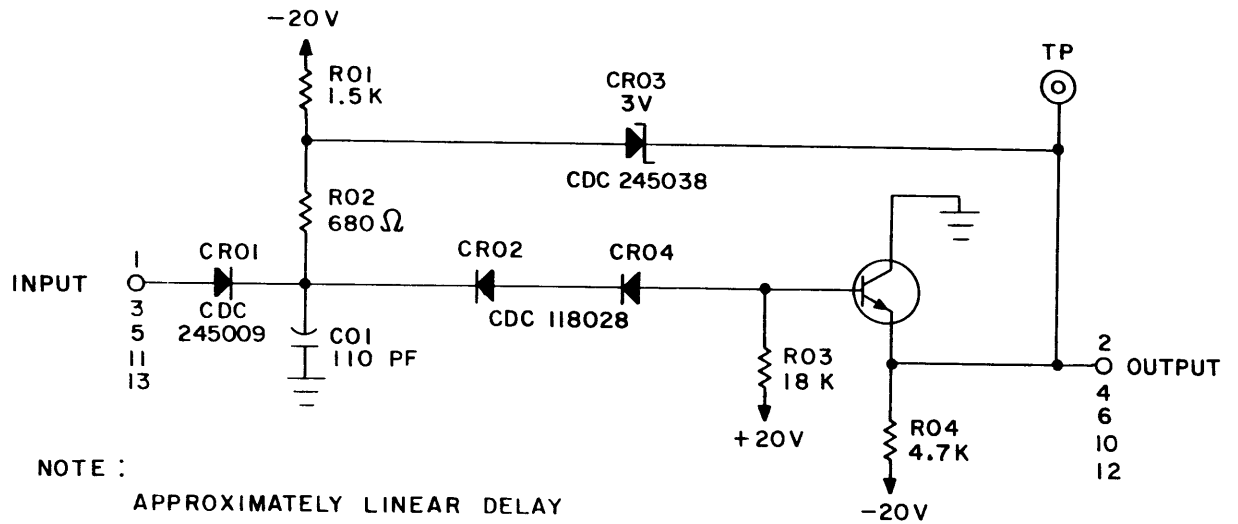 -20V
R01
1.5K
CR03
3V
CDC 245038
TP
R02
680Ω
INPUT
1
3
5
11
13
CR01
CDC
245009
C01
110 PF
CR02
CR04
CDC 118028
R03
18 K
+20V
R04
4.7K
-20V
2
OUTPUT
4
6
10
12
NOTE:
APPROXIMATELY LINEAR DELAY